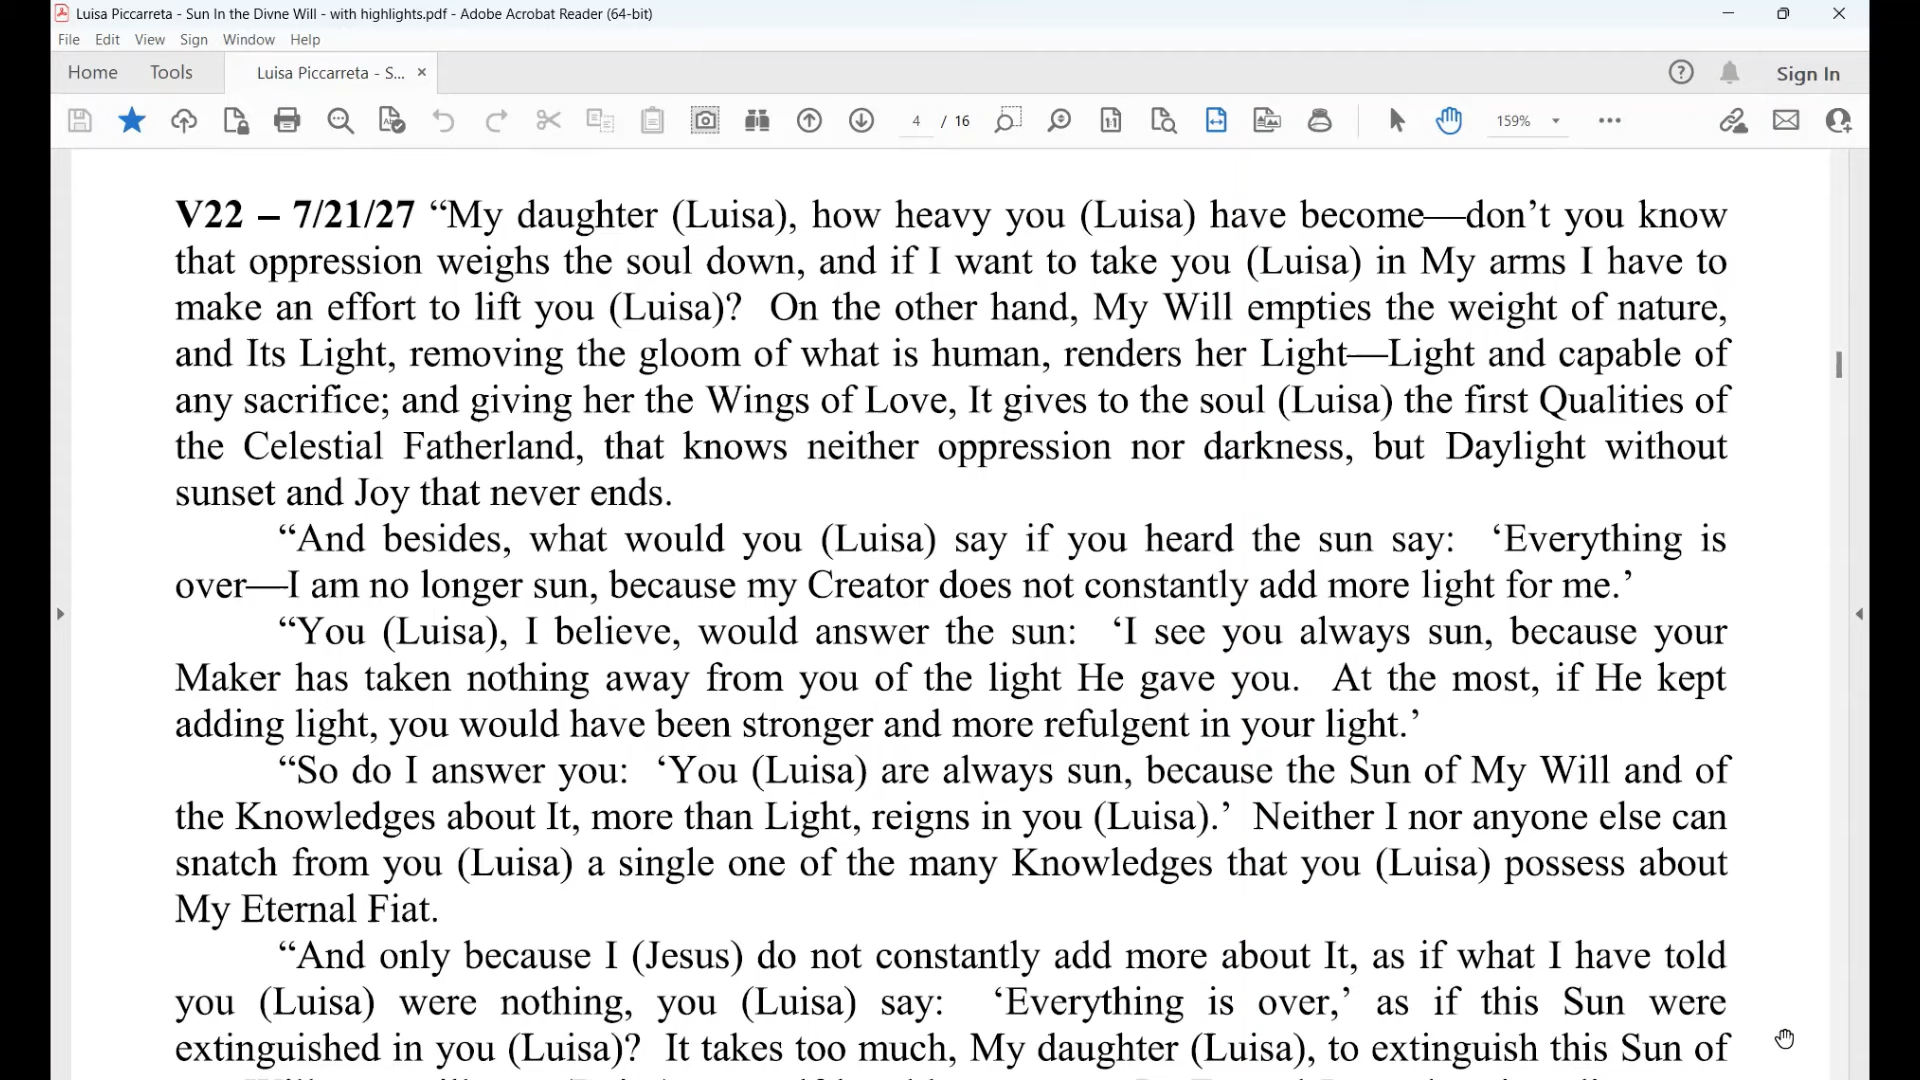 Luisa Piccarreta - Sun In the Divne Will - with highlights.pdf - Adobe Acrobat Reader (64-bit)
File Edit View Sign Window Help
Home Tools Luisa Piccarreta - S... × Sign In
4 / 16 159%
V22 – 7/21/27 “My daughter (Luisa), how heavy you (Luisa) have become—don’t you know
that oppression weighs the soul down, and if I want to take you (Luisa) in My arms I have to
make an effort to lift you (Luisa)? On the other hand, My Will empties the weight of nature,
and Its Light, removing the gloom of what is human, renders her Light—Light and capable of
any sacrifice; and giving her the Wings of Love, It gives to the soul (Luisa) the first Qualities of
the Celestial Fatherland, that knows neither oppression nor darkness, but Daylight without
sunset and Joy that never ends.
“And besides, what would you (Luisa) say if you heard the sun say: ‘Everything is
over—I am no longer sun, because my Creator does not constantly add more light for me.’
“You (Luisa), I believe, would answer the sun: ‘I see you always sun, because your
Maker has taken nothing away from you of the light He gave you. At the most, if He kept
adding light, you would have been stronger and more refulgent in your light.’
“So do I answer you: ‘You (Luisa) are always sun, because the Sun of My Will and of
the Knowledges about It, more than Light, reigns in you (Luisa).’ Neither I nor anyone else can
snatch from you (Luisa) a single one of the many Knowledges that you (Luisa) possess about
My Eternal Fiat.
“And only because I (Jesus) do not constantly add more about It, as if what I have told
you (Luisa) were nothing, you (Luisa) say: ‘Everything is over,’ as if this Sun were
extinguished in you (Luisa)? It takes too much, My daughter (Luisa), to extinguish this Sun of